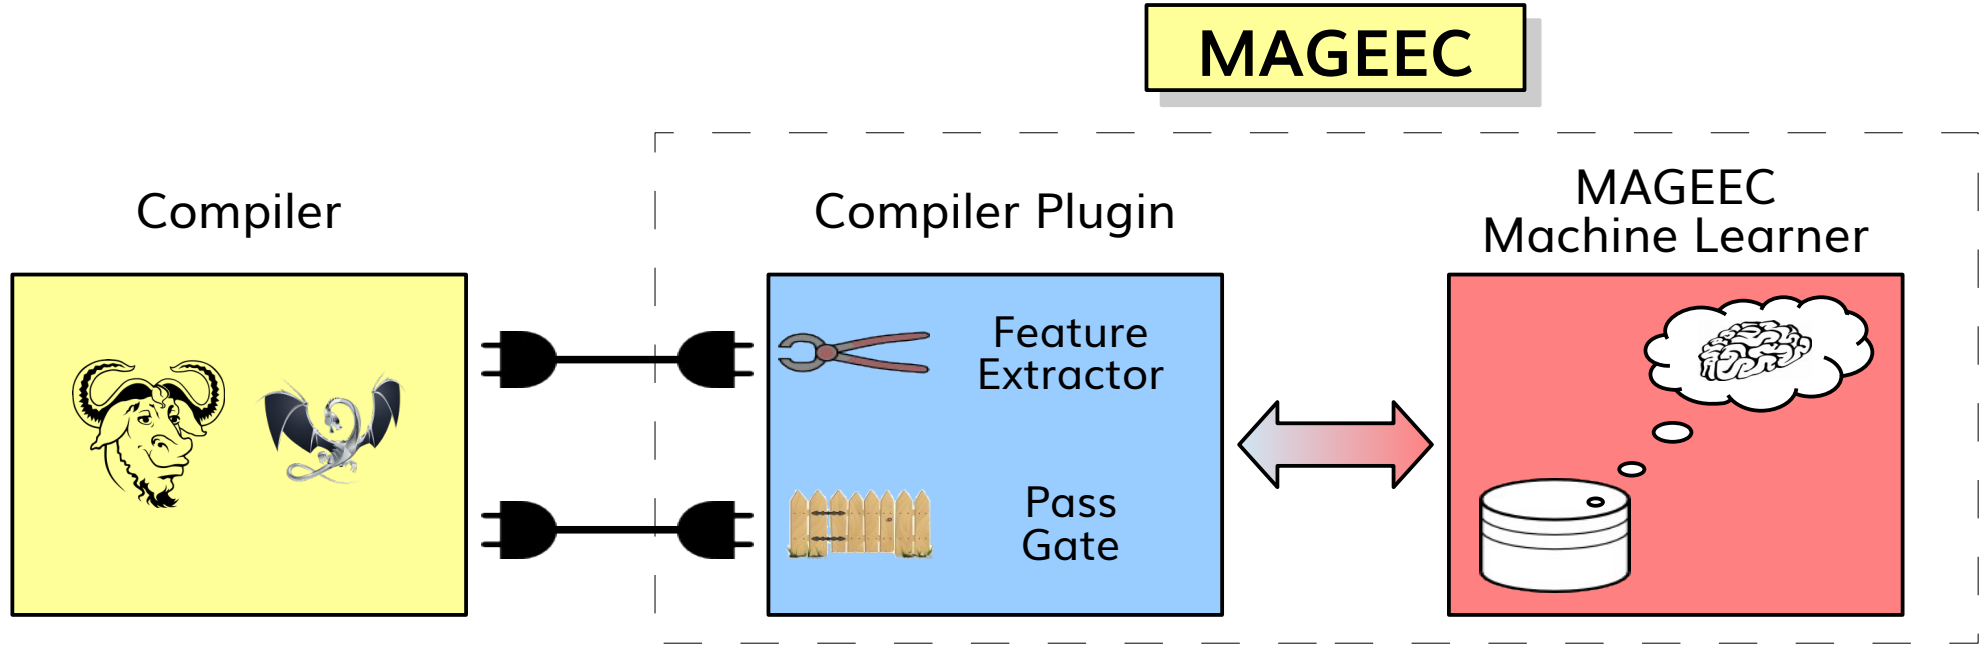 MAGEEC
Compiler
Compiler Plugin
MAGEEC
Machine Learner
Feature
Extractor
Pass
Gate